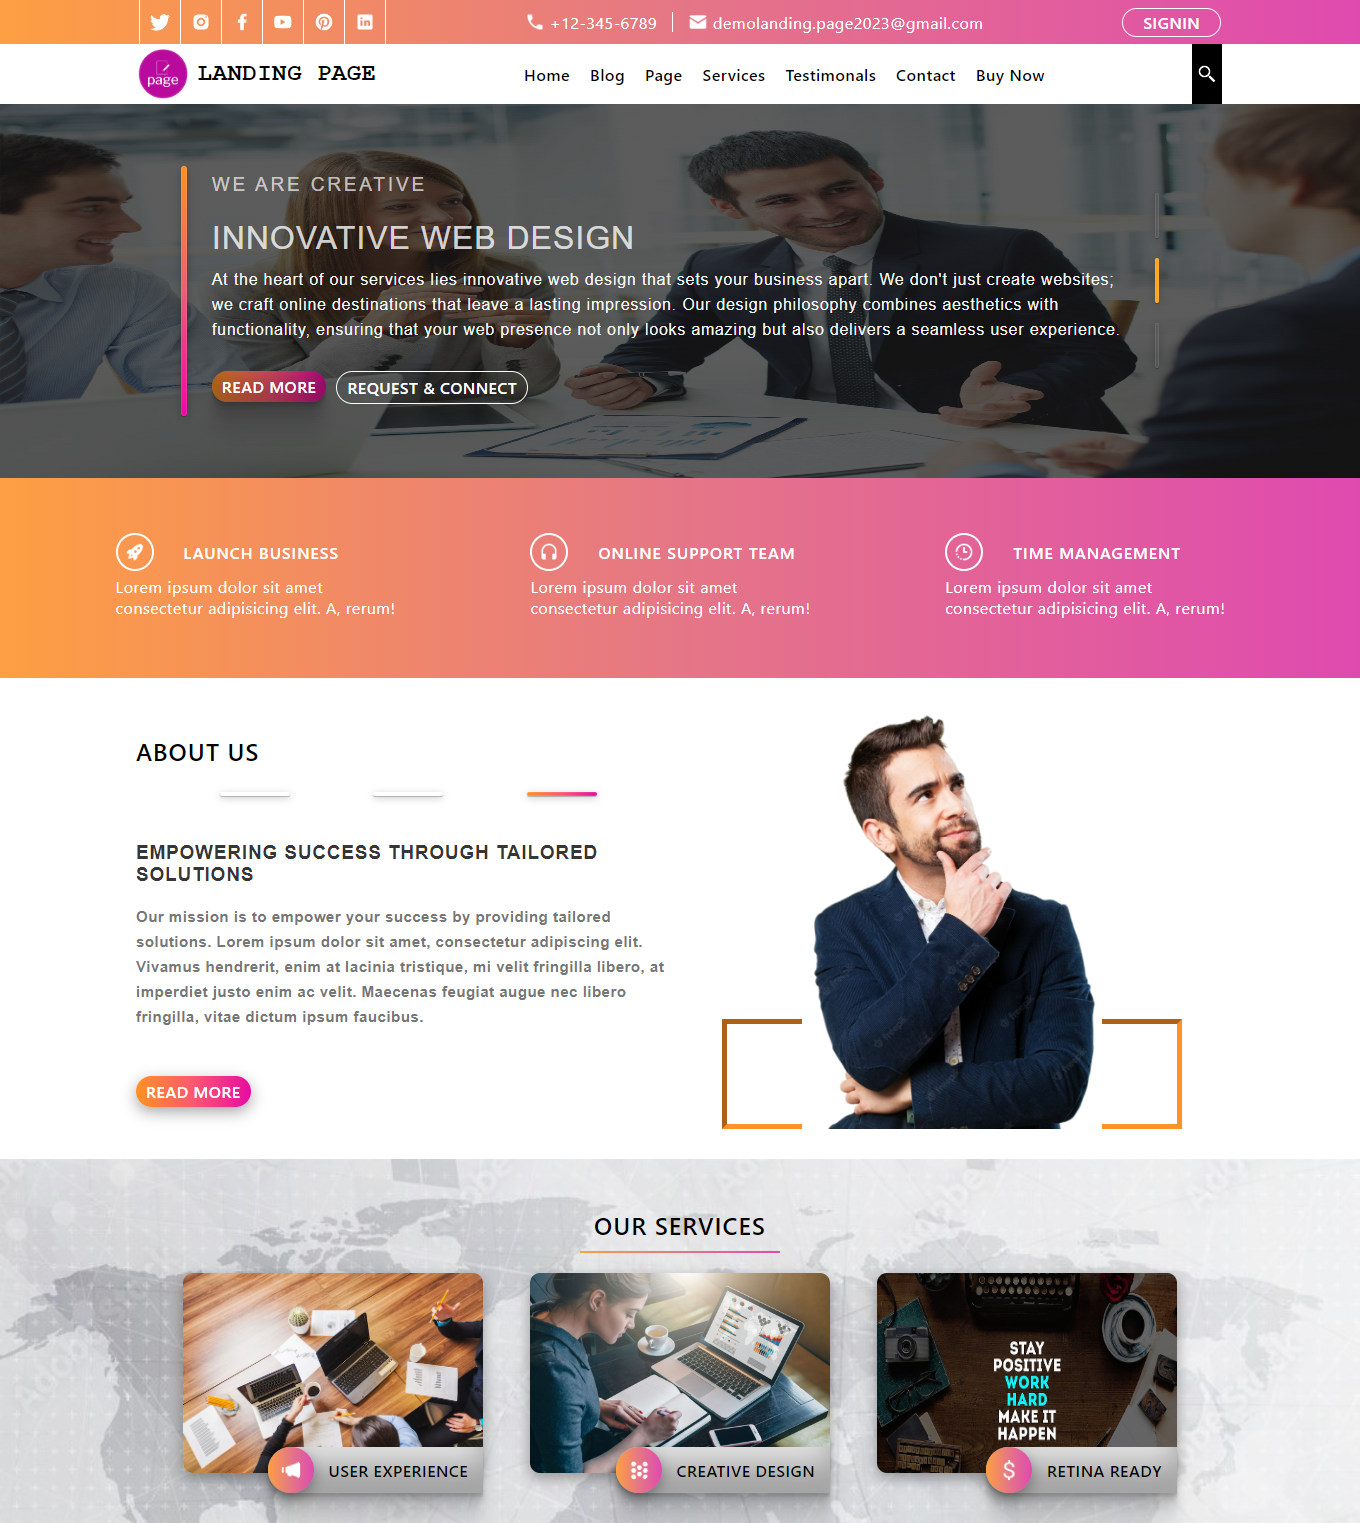 +12-345-6789
demolanding.page2023@gmail.com
SIGNIN
page
LANDING PAGE
Home
Blog
Page
Services
Testimonals
Contact
Buy Now
WE ARE CREATIVE
INNOVATIVE WEB DESIGN
At the heart of our services lies innovative web design that sets your business apart. We don't just create websites;
we craft online destinations that leave a lasting impression. Our design philosophy combines aesthetics with
functionality, ensuring that your web presence not only looks amazing but also delivers a seamless user experience.
READ MORE
REQUEST & CONNECT
LAUNCH BUSINESS
Lorem ipsum dolor sit amet
consectetur adipisicing elit. A, rerum!
ONLINE SUPPORT TEAM
Lorem ipsum dolor sit amet
consectetur adipisicing elit. A, rerum!
TIME MANAGEMENT
Lorem ipsum dolor sit amet
consectetur adipisicing elit. A, rerum!
ABOUT US
EMPOWERING SUCCESS THROUGH TAILORED
SOLUTIONS
Our mission is to empower your success by providing tailored
solutions. Lorem ipsum dolor sit amet, consectetur adipiscing elit.
Vivamus hendrerit, enim at lacinia tristique, mi velit fringilla libero, at
imperdiet justo enim ac velit. Maecenas feugiat augue nec libero
fringilla, vitae dictum ipsum faucibus.
READ MORE
OUR SERVICES
USER EXPERIENCE
CREATIVE DESIGN
STAY
POSITIVE
WORK
HARD
MAKE IT
HAPPEN
RETINA READY